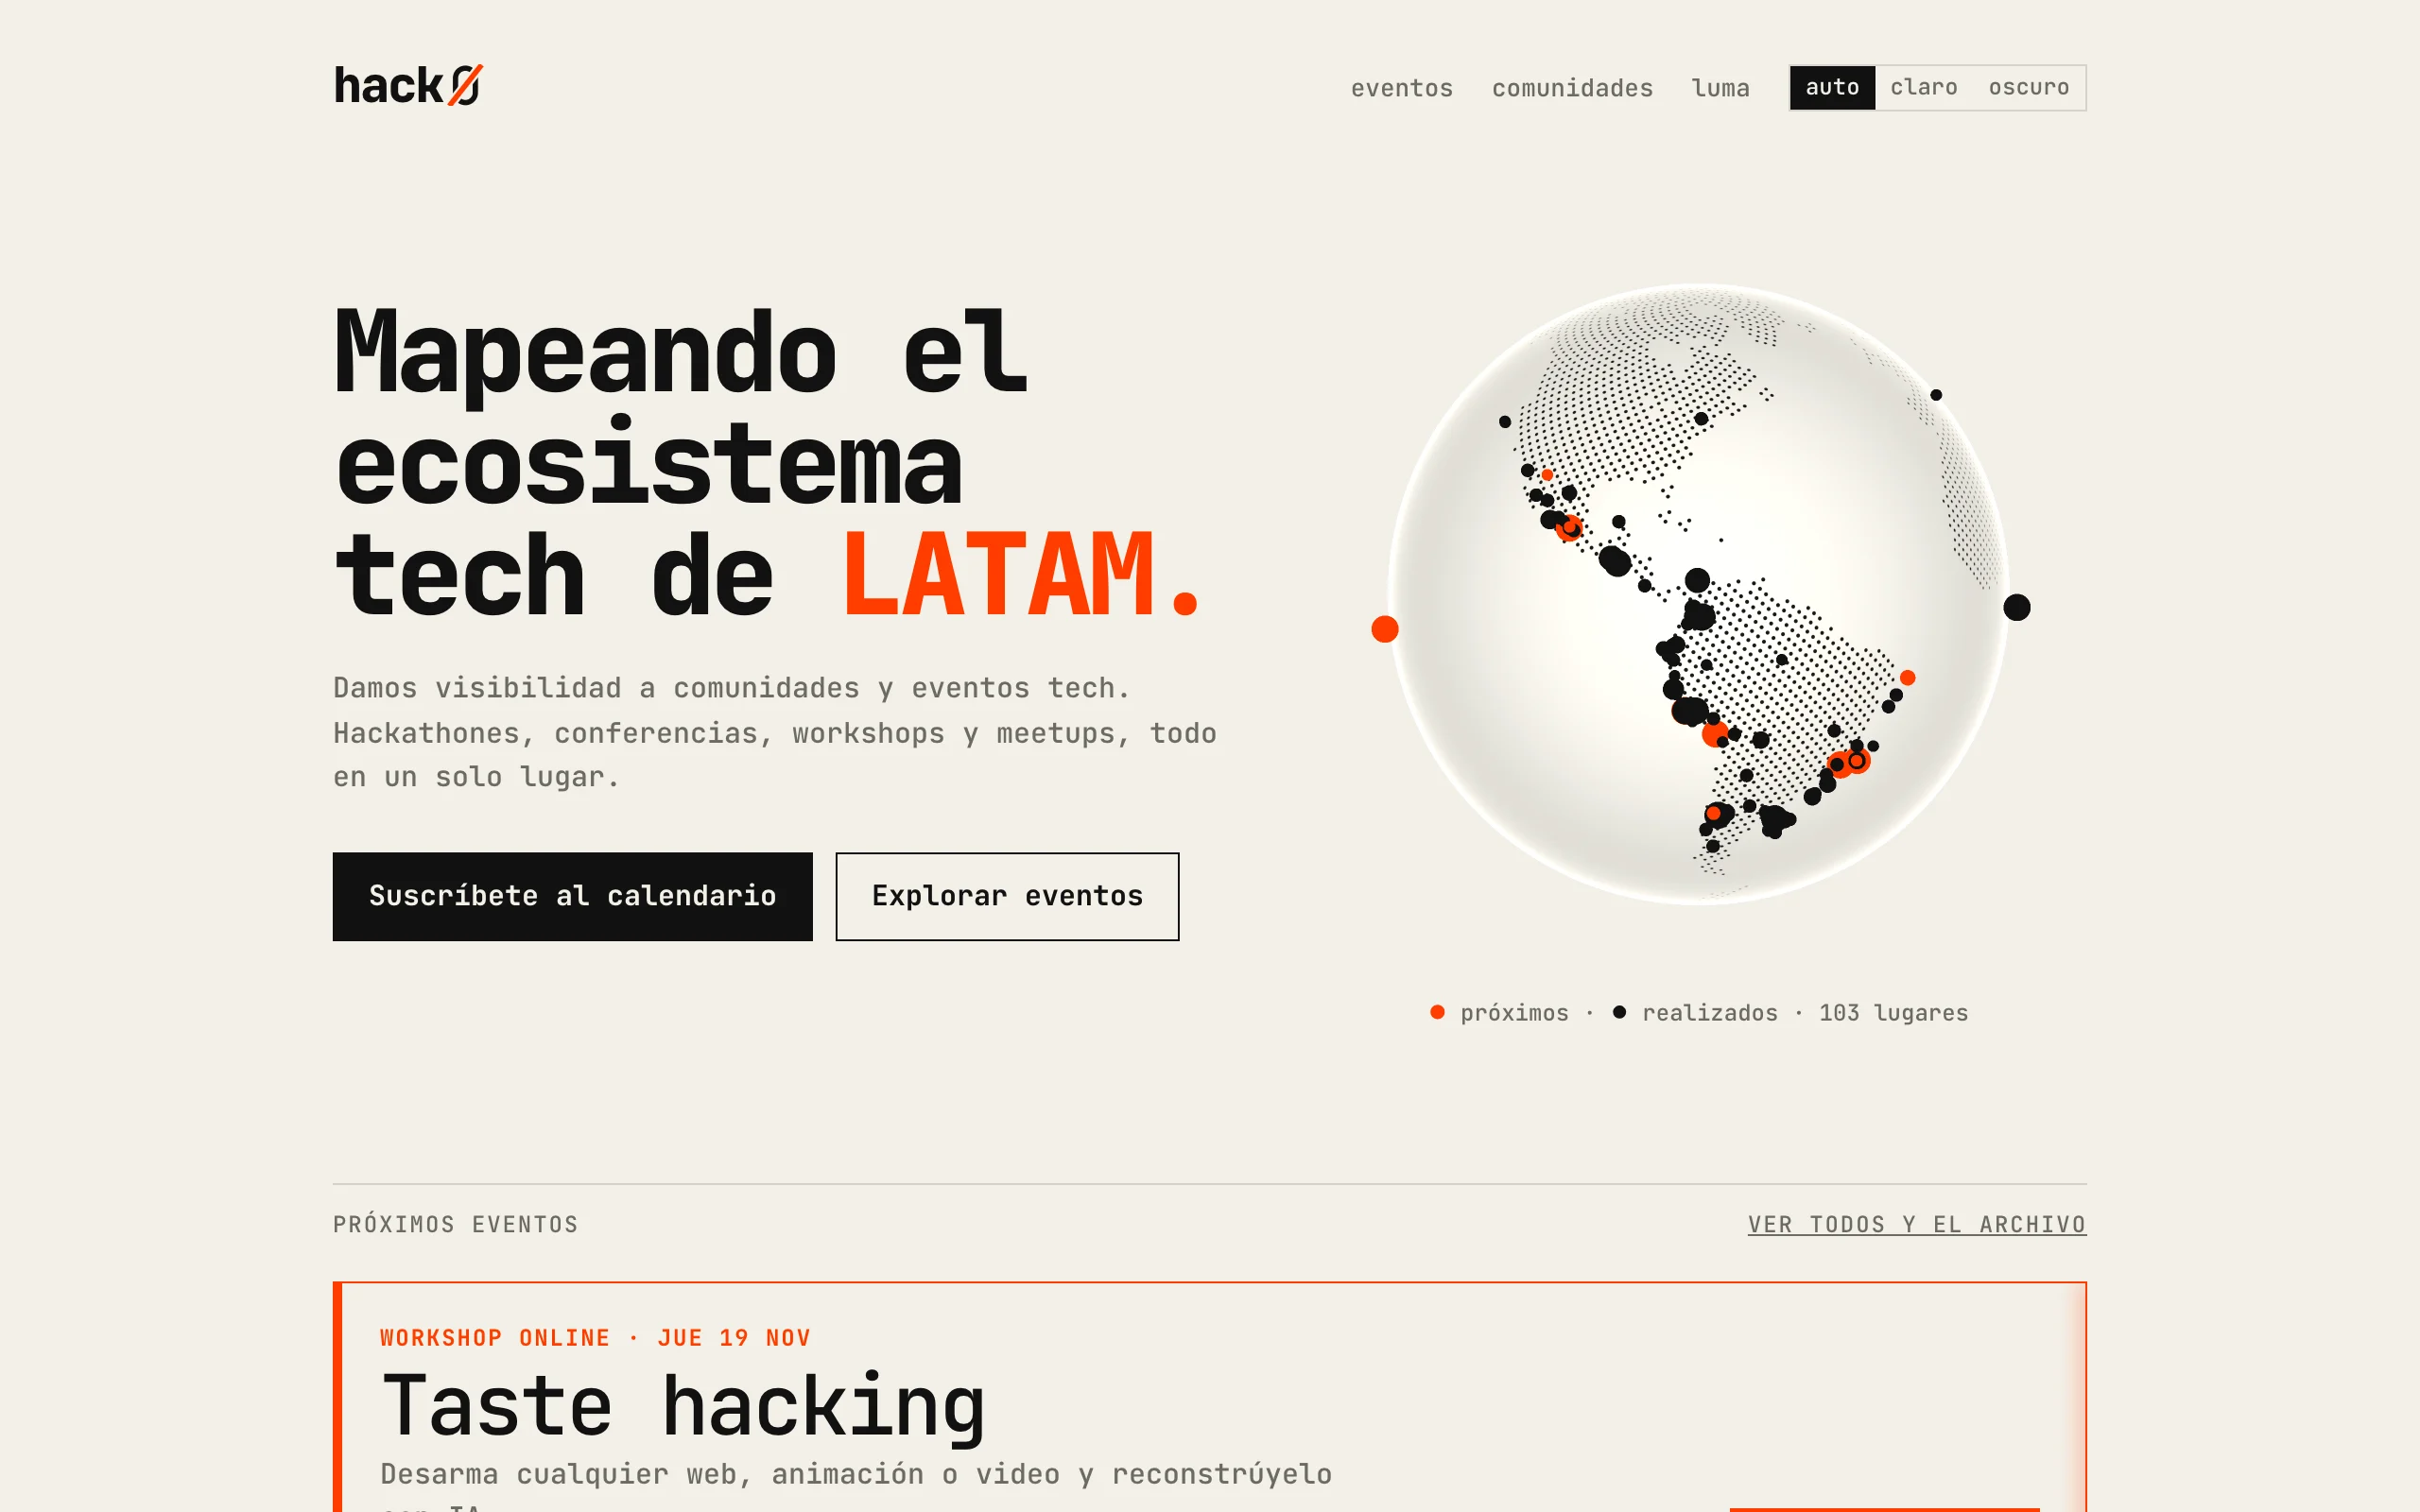 hack0
eventos comunidades luma auto claro oscuro
Mapeando el
ecosistema
tech de LATAM.
Damos visibilidad a comunidades y eventos tech.
Hackathones, conferencias, workshops y meetups, todo
en un solo lugar.
Suscríbete al calendario
Explorar eventos
próximos · realizados · 103 lugares
PRÓXIMOS EVENTOS
VER TODOS Y EL ARCHIVO
WORKSHOP ONLINE · JUE 19 NOV
Taste hacking
Desarma cualquier web, animación o video y reconstrúyelo